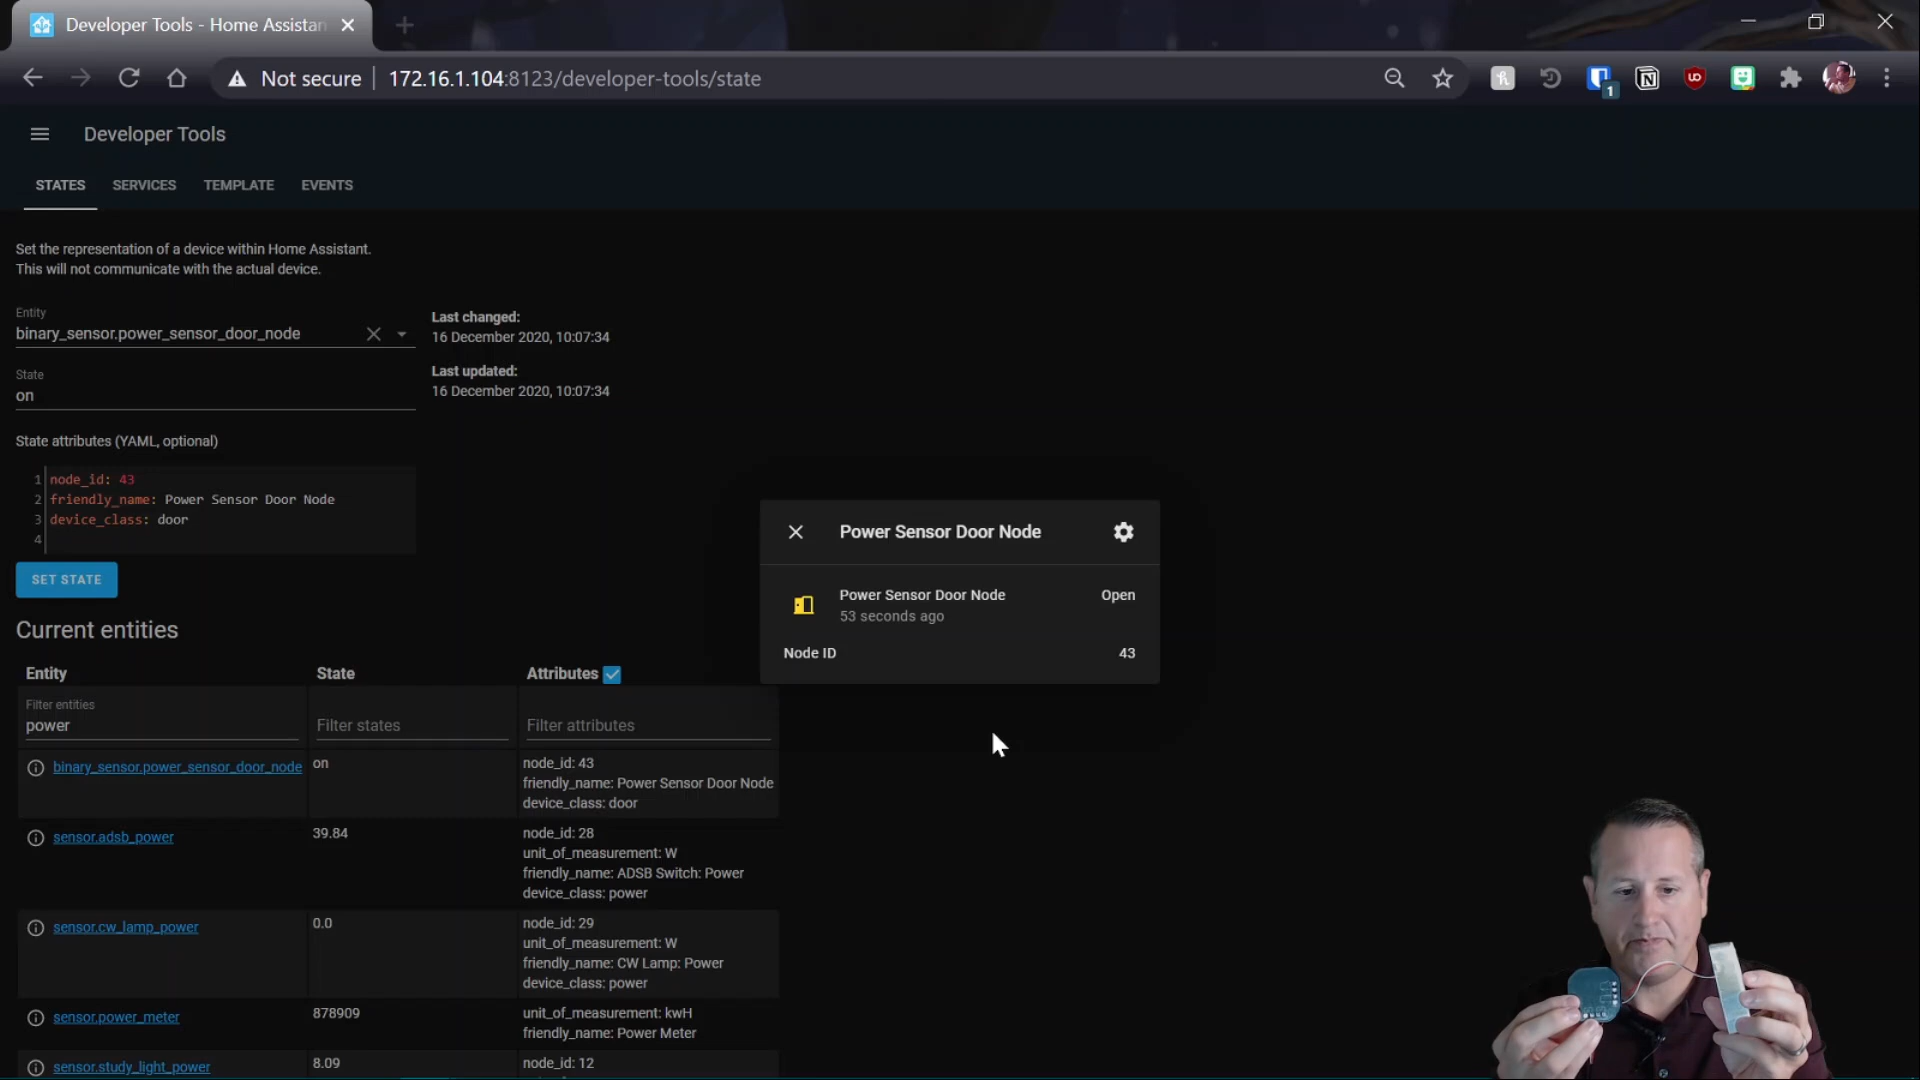 Developer Tools - Home Assistan
Not secure
172.16.1.104:8123/developer-tools/state
1
Developer Tools
STATES
SERVICES
TEMPLATE
EVENTS
Set the representation of a device within Home Assistant.
This will not communicate with the actual device.
Entity
binary_sensor.power_sensor_door_node
State
on
Last changed:
16 December 2020, 10:07:34
Last updated:
16 December 2020, 10:07:34
State attributes (YAML, optional)
1 node_id: 43
2 friendly_name: Power Sensor Door Node
3 device_class: door
4
SET STATE
Power Sensor Door Node
Power Sensor Door Node
Open
53 seconds ago
Node ID
43
Current entities
Entity
State
Attributes
Filter entities
power
Filter states
Filter attributes
binary_sensor.power_sensor_door_node
on
node_id: 43
friendly_name: Power Sensor Door Node
device_class: door
sensor.adsb_power
39.84
node_id: 28
unit_of_measurement: W
friendly_name: ADSB Switch: Power
device_class: power
sensor.cw_lamp_power
0.0
node_id: 29
unit_of_measurement: W
friendly_name: CW Lamp: Power
device_class: power
sensor.power_meter
878909
unit_of_measurement: kwH
friendly_name: Power Meter
sensor.study_light_power
8.09
node_id: 12